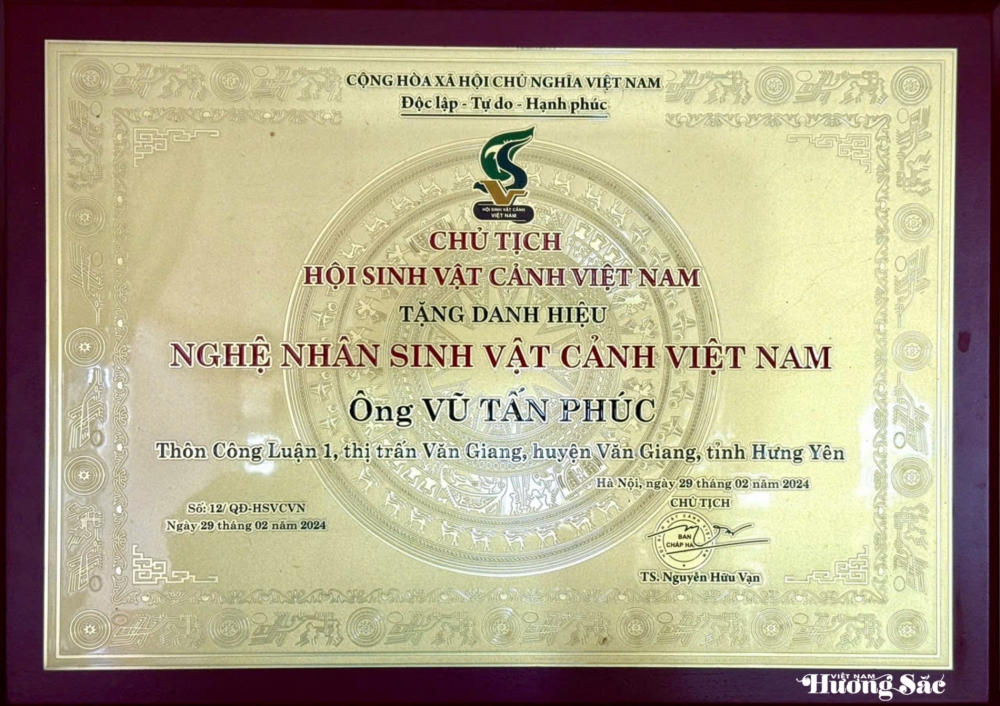 CỘNG HÒA XÃ HỘI CHỦ NGHĨA VIỆT NAM
Độc lập - Tự do - Hạnh phúc
HỘI SINH VẬT CẢNH
VIỆT NAM
CHỦ TỊCH
HỘI SINH VẬT CẢNH VIỆT NAM
TẶNG DANH HIỆU
NGHỆ NHÂN SINH VẬT CẢNH VIỆT NAM
Ông VŨ TẤN PHÚC
Thôn Công Luận 1, thị trấn Văn Giang, huyện Văn Giang, tỉnh Hưng Yên
Hà Nội, ngày 29 tháng 02 năm 2024
Số: 12/ QĐ-HSVCVN
Ngày 29 tháng 02 năm 2024
CHỦ TỊCH
BAN
CHẤP HÀ
TS. Nguyễn Hữu Vạn
VIỆT NAM
Hương Sắc